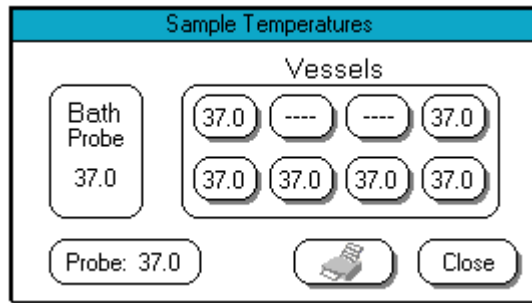 Sample Temperatures
Vessels
Bath
Probe
37.0
37.0 ---- ---- 37.0
37.0 37.0 37.0 37.0
Probe: 37.0
Close